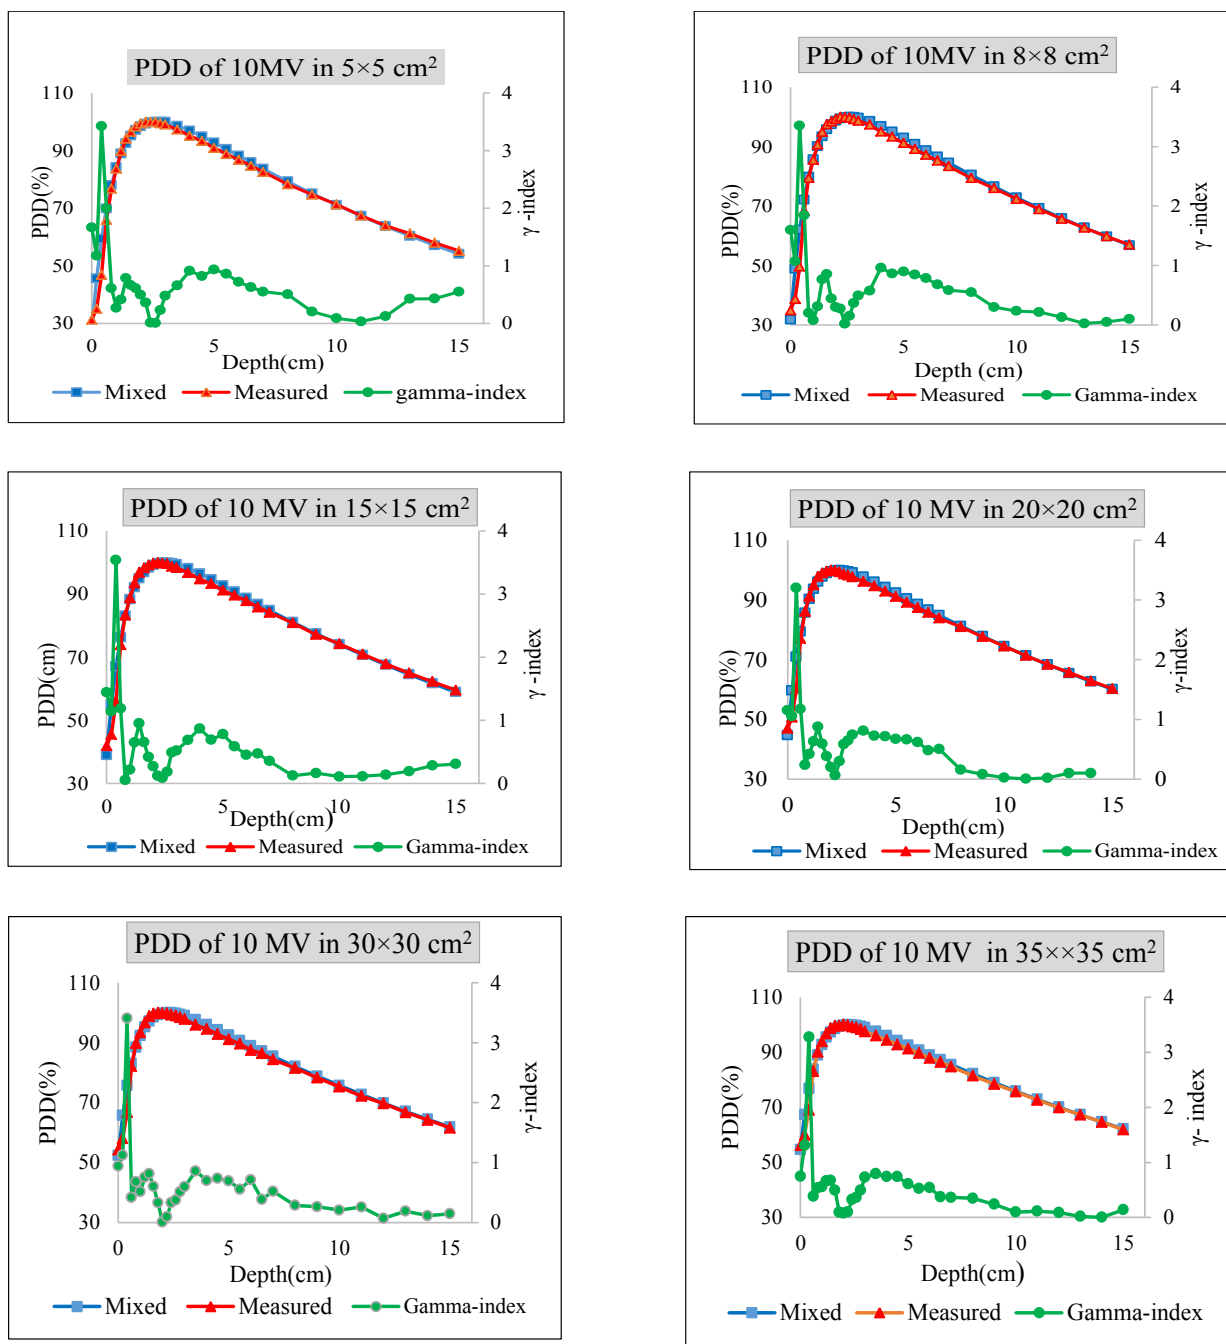 PDD of 10MV in 5×5 cm²
110
90
70
50
30
PDD(%)
4
3
2
1
0
γ -index
0 5 10 15
Depth(cm)
Mixed Measured gamma-index
PDD of 10MV in 8×8 cm²
110
90
70
50
30
PDD(%)
4
3
2
1
0
γ -index
0 5 10 15
Depth (cm)
Mixed Measured Gamma-index
PDD of 10 MV in 15×15 cm²
110
90
70
50
30
PDD(cm)
4
3
2
1
0
γ -index
0 5 10 15
Depth(cm)
Mixed Measured Gamma-index
PDD of 10 MV in 20×20 cm²
110
90
70
50
30
PDD(%)
4
3
2
1
0
γ-index
0 5 10 15
Depth(cm)
Mixed Measured Gamma-index
PDD of 10 MV in 30×30 cm²
110
90
70
50
30
PDD(%)
4
3
2
1
0
γ-index
0 5 10 15
Depth(cm)
Mixed Measured Gamma-index
PDD of 10 MV in 35××35 cm²
110
90
70
50
30
PDD(%)
4
3
2
1
0
γ- index
0 5 10 15
Depth(cm)
Mixed Measured Gamma-index